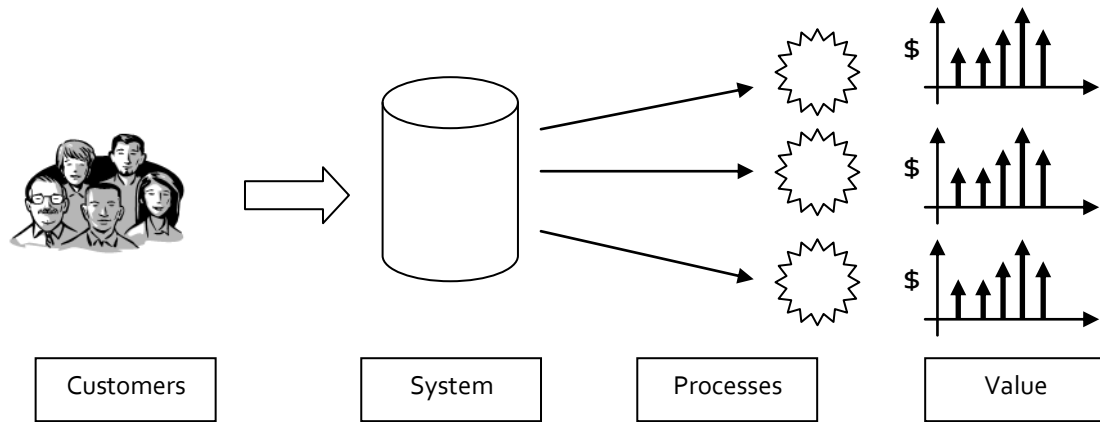 $
$
$
Customers
System
Processes
Value